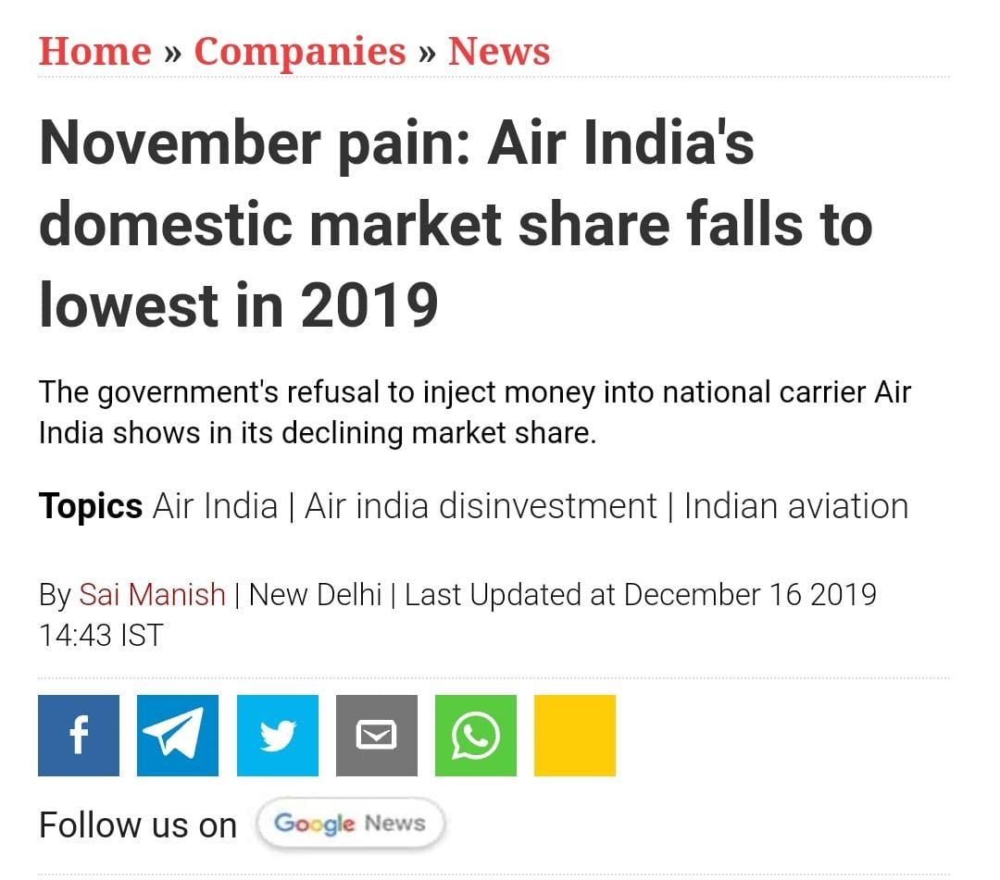 Home » Companies » News
November pain: Air India's
domestic market share falls to
lowest in 2019
The government's refusal to inject money into national carrier Air
India shows in its declining market share.
Topics Air India | Air india disinvestment | Indian aviation
By Sai Manish | New Delhi | Last Updated at December 16 2019
14:43 IST
f
Follow us on Google News